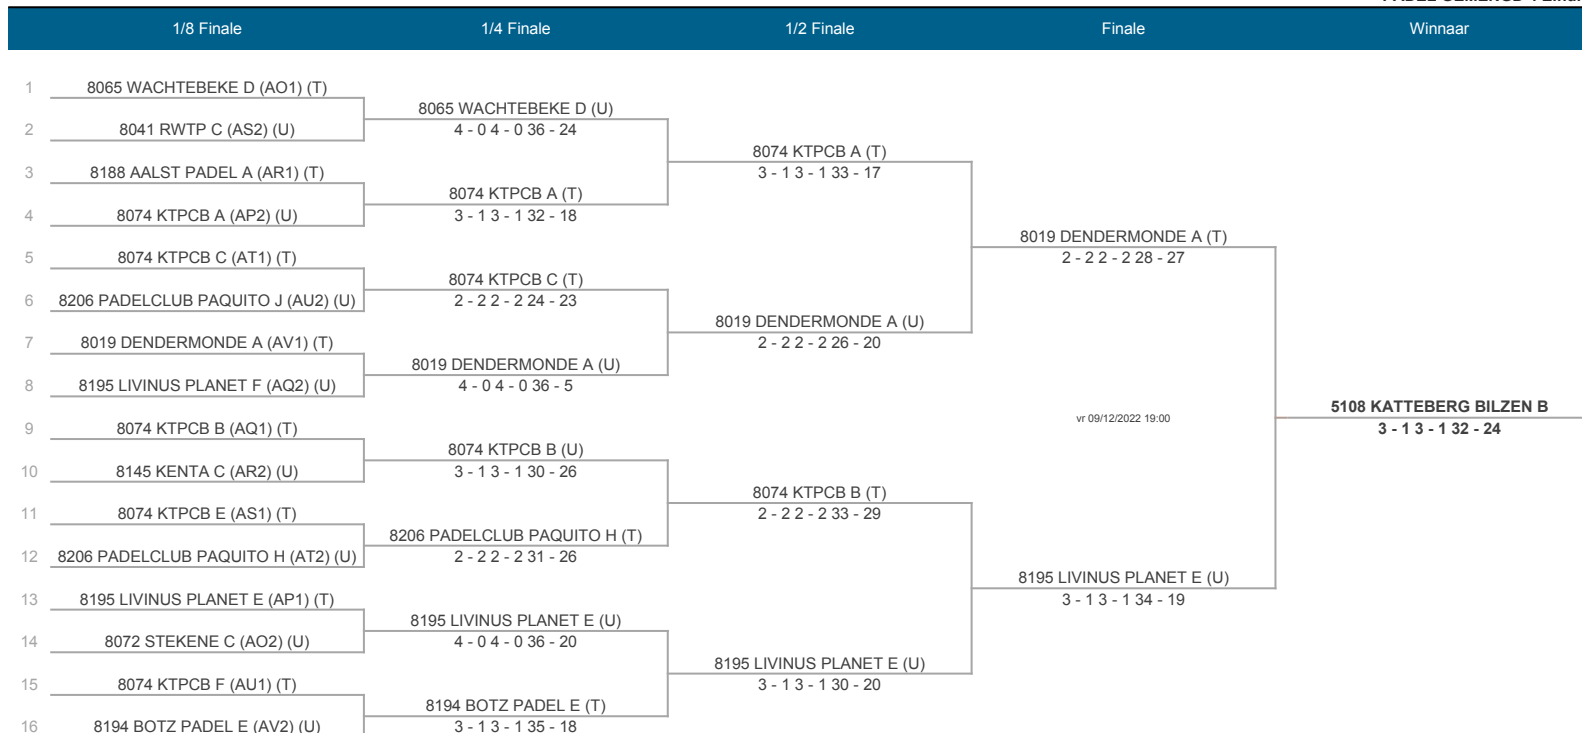 1/8 Finale 1/4 Finale 1/2 Finale Finale Winnaar
1 8065 WACHTEBEKE D (AO1) (T)
8065 WACHTEBEKE D (U)
2 8041 RWTP C (AS2) (U)
4 - 0 4 - 0 36 - 24
8074 KTPCB A (T)
3 8188 AALST PADEL A (AR1) (T)
3 - 1 3 - 1 33 - 17
8074 KTPCB A (T)
4 8074 KTPCB A (AP2) (U)
3 - 1 3 - 1 32 - 18
8019 DENDERMONDE A (T)
5 8074 KTPCB C (AT1) (T)
2 - 2 2 - 2 28 - 27
8074 KTPCB C (T)
6 8206 PADELCLUB PAQUITO J (AU2) (U)
2 - 2 2 - 2 24 - 23
8019 DENDERMONDE A (U)
7 8019 DENDERMONDE A (AV1) (T)
2 - 2 2 - 2 26 - 20
8019 DENDERMONDE A (U)
8 8195 LIVINUS PLANET F (AQ2) (U)
4 - 0 4 - 0 36 - 5
5108 KATTEBERG BILZEN B
vr 09/12/2022 19:00
9 8074 KTPCB B (AQ1) (T)
3 - 1 3 - 1 32 - 24
8074 KTPCB B (U)
10 8145 KENTA C (AR2) (U)
3 - 1 3 - 1 30 - 26
8074 KTPCB B (T)
11 8074 KTPCB E (AS1) (T)
2 - 2 2 - 2 33 - 29
8206 PADELCLUB PAQUITO H (T)
12 8206 PADELCLUB PAQUITO H (AT2) (U)
2 - 2 2 - 2 31 - 26
8195 LIVINUS PLANET E (U)
13 8195 LIVINUS PLANET E (AP1) (T)
3 - 1 3 - 1 34 - 19
8195 LIVINUS PLANET E (U)
14 8072 STEKENE C (AO2) (U)
4 - 0 4 - 0 36 - 20
8195 LIVINUS PLANET E (U)
15 8074 KTPCB F (AU1) (T)
3 - 1 3 - 1 30 - 20
8194 BOTZ PADEL E (T)
16 8194 BOTZ PADEL E (AV2) (U)
3 - 1 3 - 1 35 - 18